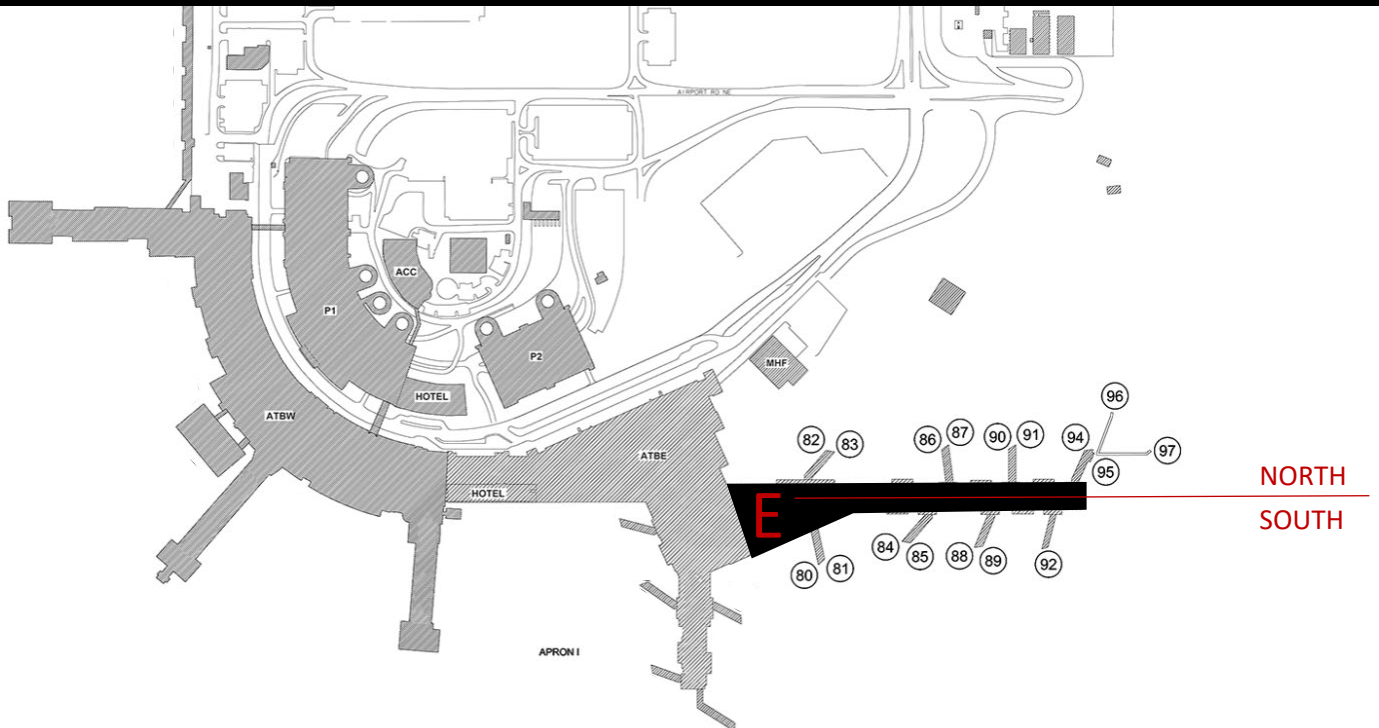 AIRPORT RD NE
ACC
P1
P2
MHF
HOTEL
ATBW
ATBE
HOTEL
96
82
83
86
87
90
91
94
95
97
NORTH
E
SOUTH
84
85
88
89
92
80
81
APRON I